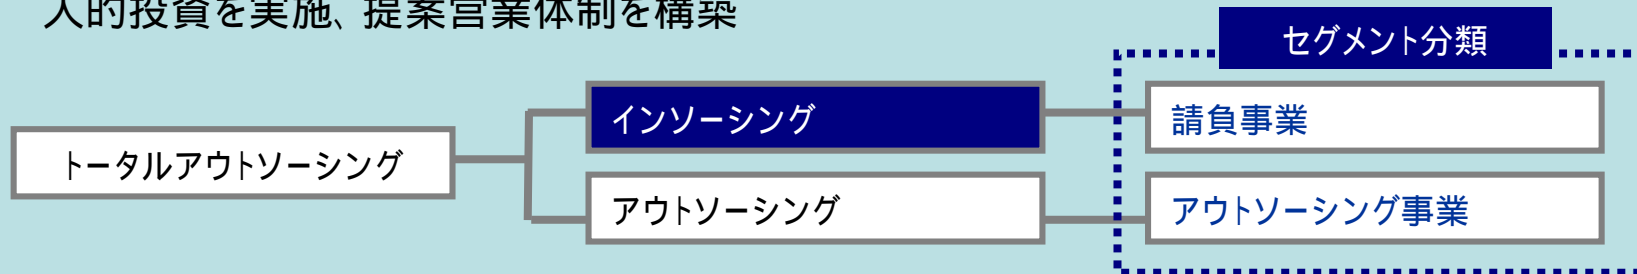 人的投資を実施、提案営業体制を構築
セグメント分類
インソーシング
請負事業
トータルアウトソーシング
アウトソーシング
アウトソーシング事業